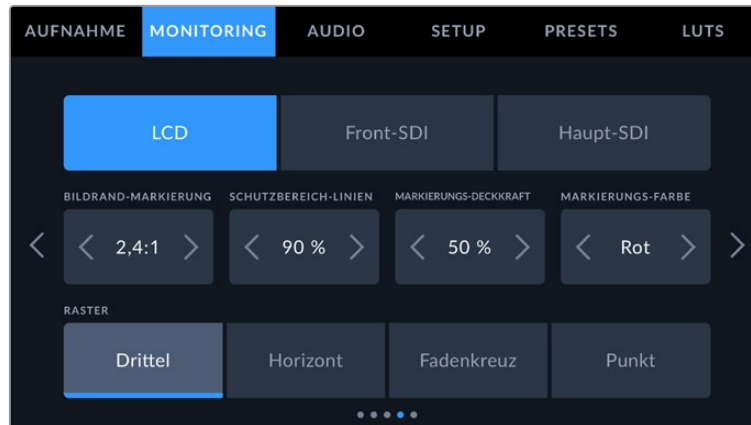 AUFNAHME MONITORING AUDIO SETUP PRESETS LUTS
LCD Front-SDI Haupt-SDI
BILDRAND-MARKIERUNG SCHUTZBEREICH-LINIEN MARKIERUNGS-DECKKRAFT MARKIERUNGS-FARBE
2,4:1 90 % 50 % Rot
RASTER
Drittel Horizont Fadenkreuz Punkt